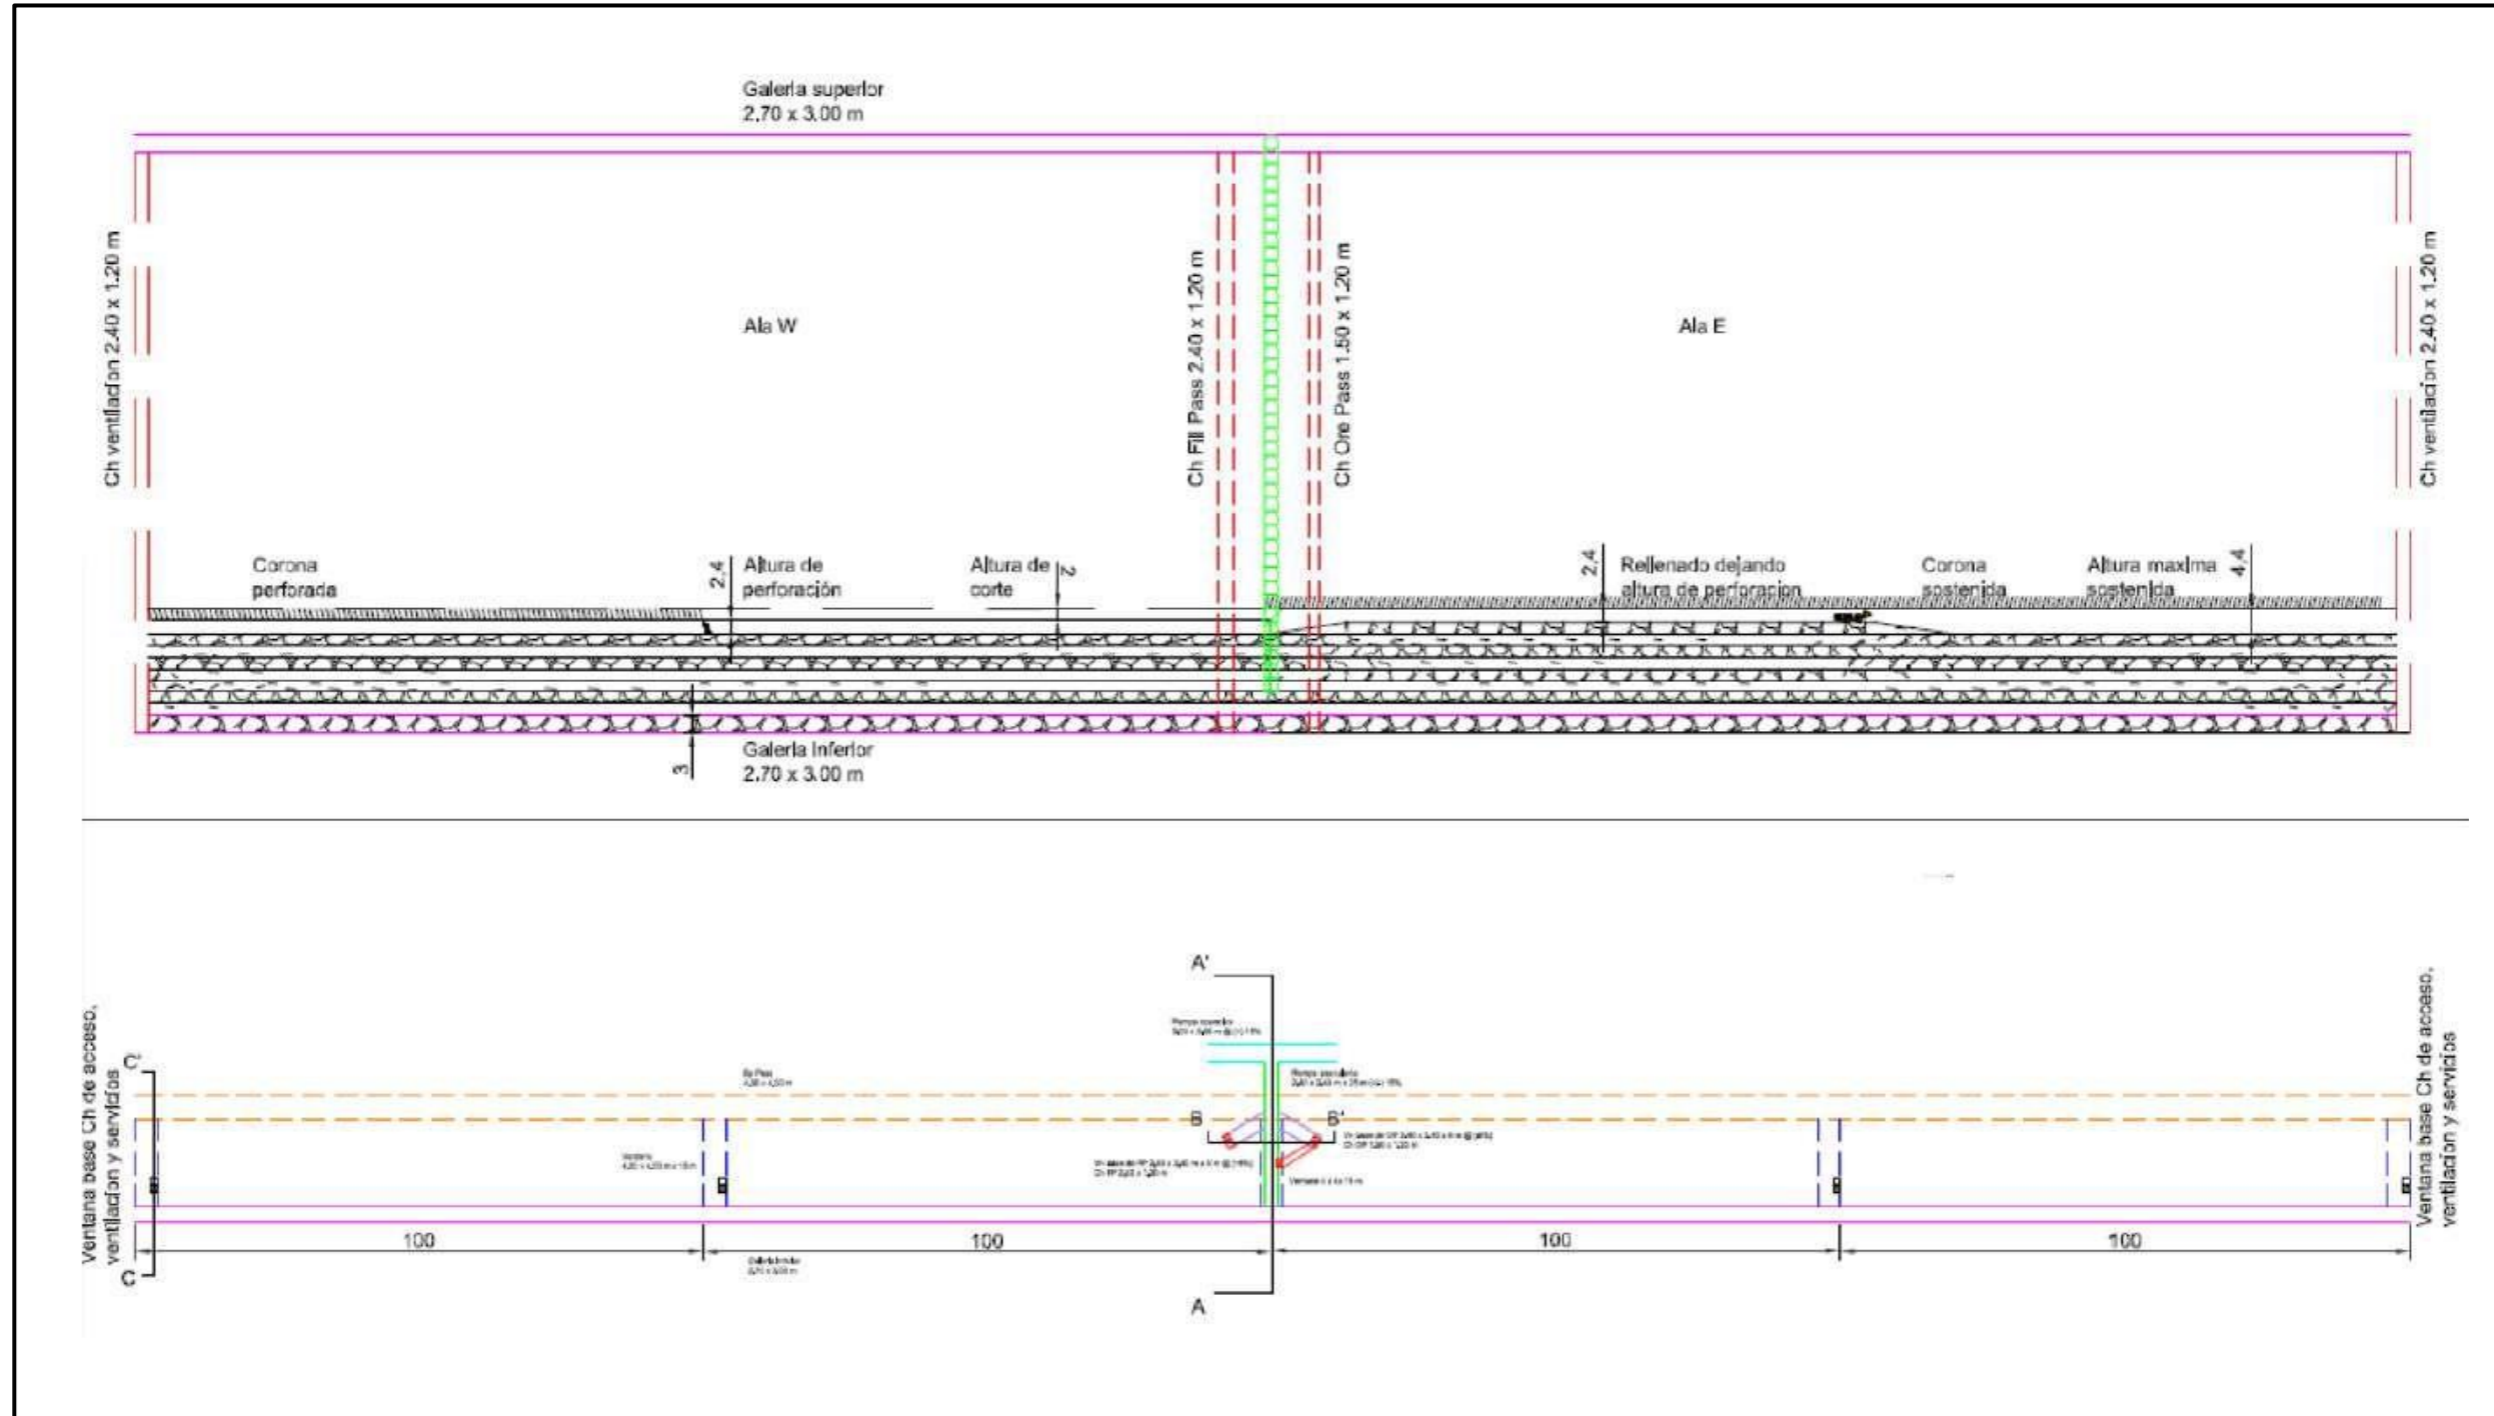 Galería superior
2.70 x 3.00 m
Ch ventilacion 2.40 x 1.20 m
Ala W
Ch Fill Pass 2.40 x 1.20 m
Ch Ore Pass 1.50 x 1.20 m
Ala E
Ch ventilacion 2.40 x 1.20 m
Corona
perforada
2,4
Altura de
perforación
Altura de
corte
2
2,4
Rellenado dejando
altura de perforacion
Corona
sostenida
Altura maxima
sostenida
4,4
3
Galería Inferior
2.70 x 3.00 m
A'
Ventana base Ch de acceso,
ventilacion y servicios
C'
B
B'
Ventana base Ch de acceso,
ventilacion y servicios
100
100
100
100
C
A